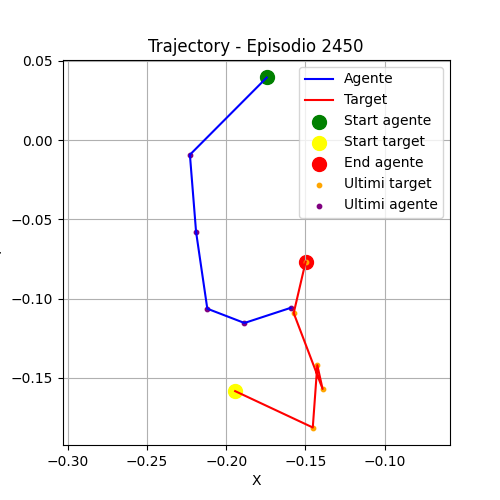 Trajectory - Episodio 2450
0.05
0.00
−0.05
−0.10
−0.15
Agente
Target
Start agente
Start target
End agente
Ultimi target
Ultimi agente
−0.30 −0.25 −0.20 −0.15 −0.10
X